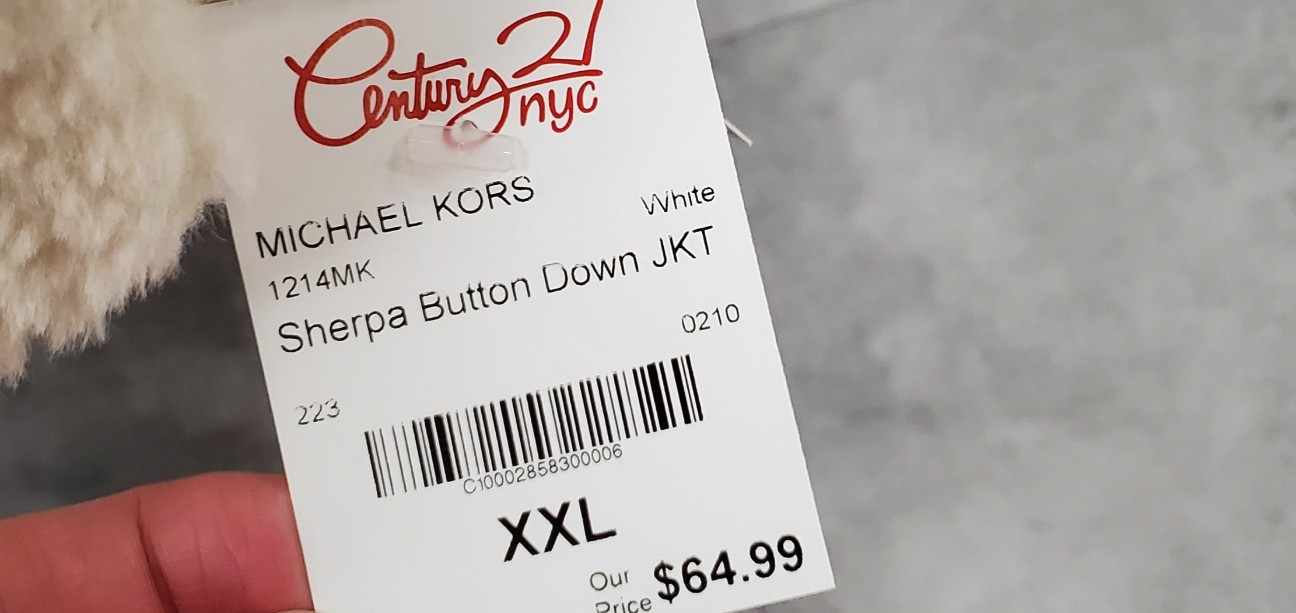 Century 21
nyc
MICHAEL KORS
White
1214MK
Sherpa Button Down JKT
0210
223
C10002858300006
XXL
Our
Price $64.99